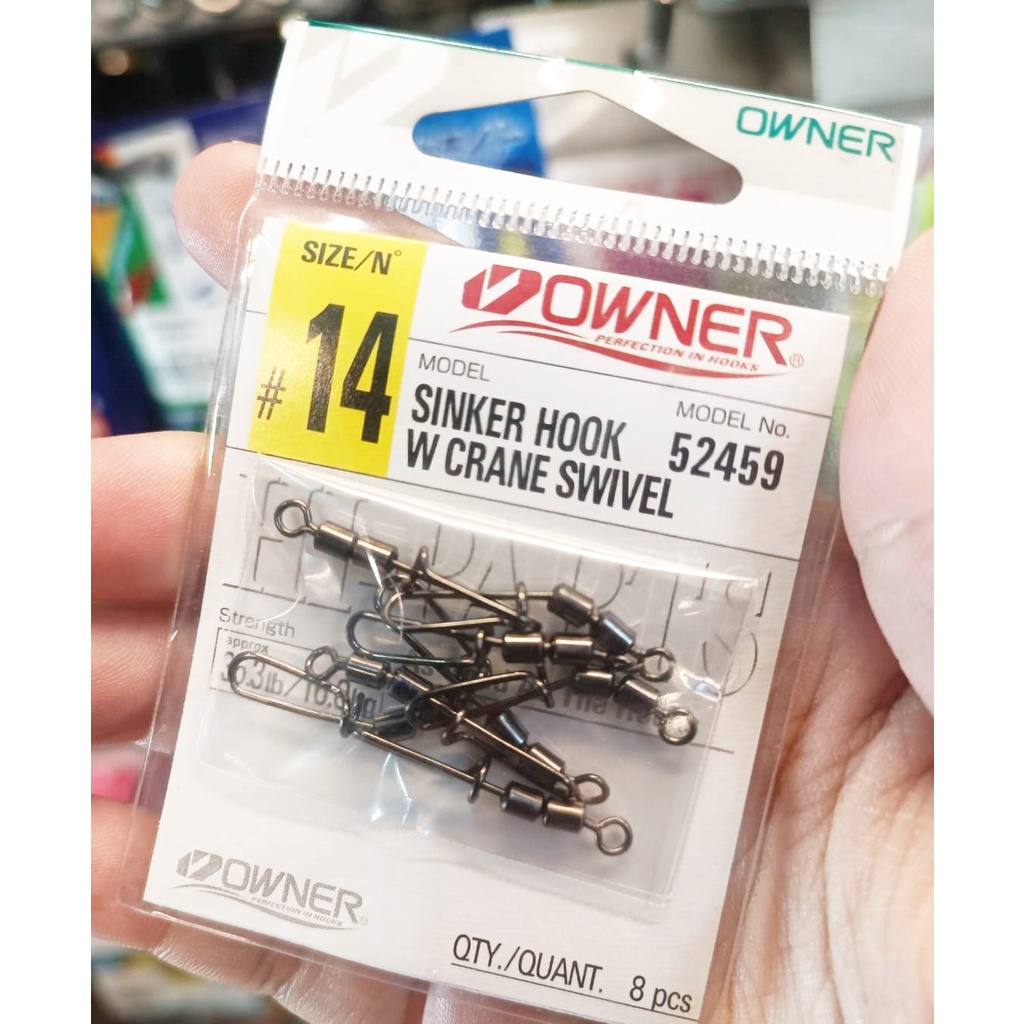 OWNER
SIZE/N°
#14
OWNER
PERFECTION IN HOOKS
MODEL
SINKER HOOK
W CRANE SWIVEL
MODEL No.
52459
Strength
approx
OWNER
PERFECTION IN HOOKS
QTY./QUANT. 8 pcs